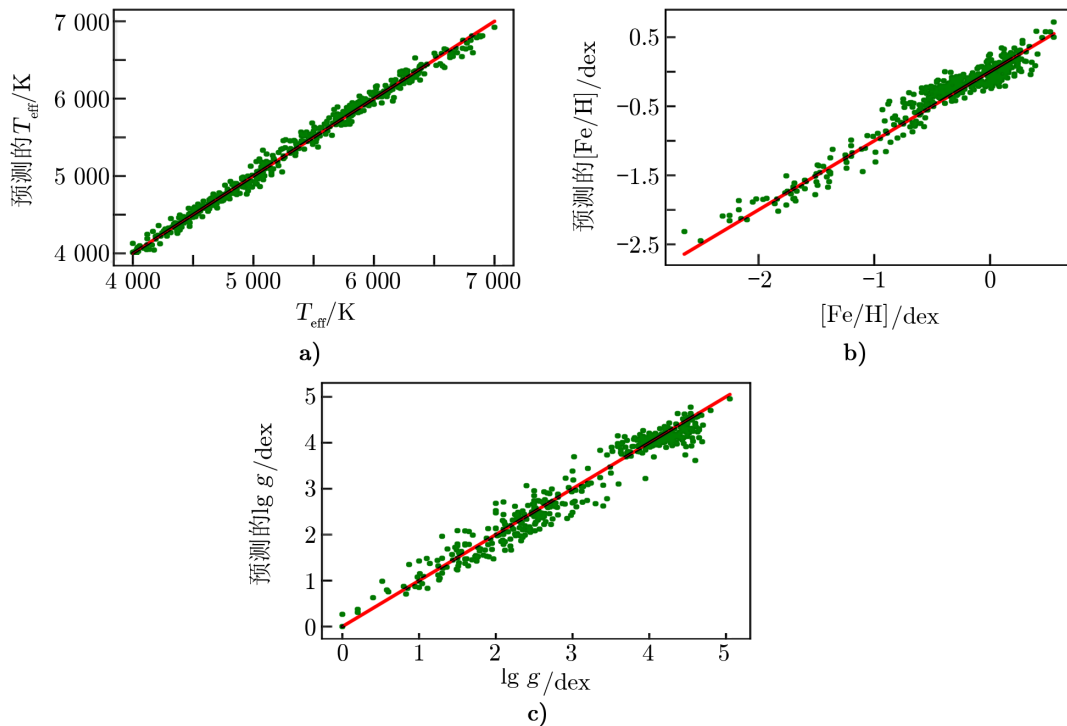 7 000
6 000
5 000
4 000
预测的T_eff/K
4 000 5 000 6 000 7 000
T_eff/K
a)
0.5
−0.5
−1.5
−2.5
预测的[Fe/H]/dex
−2 −1 0
[Fe/H]/dex
b)
5
4
3
2
1
0
预测的lg g/dex
0 1 2 3 4 5
lg g/dex
c)